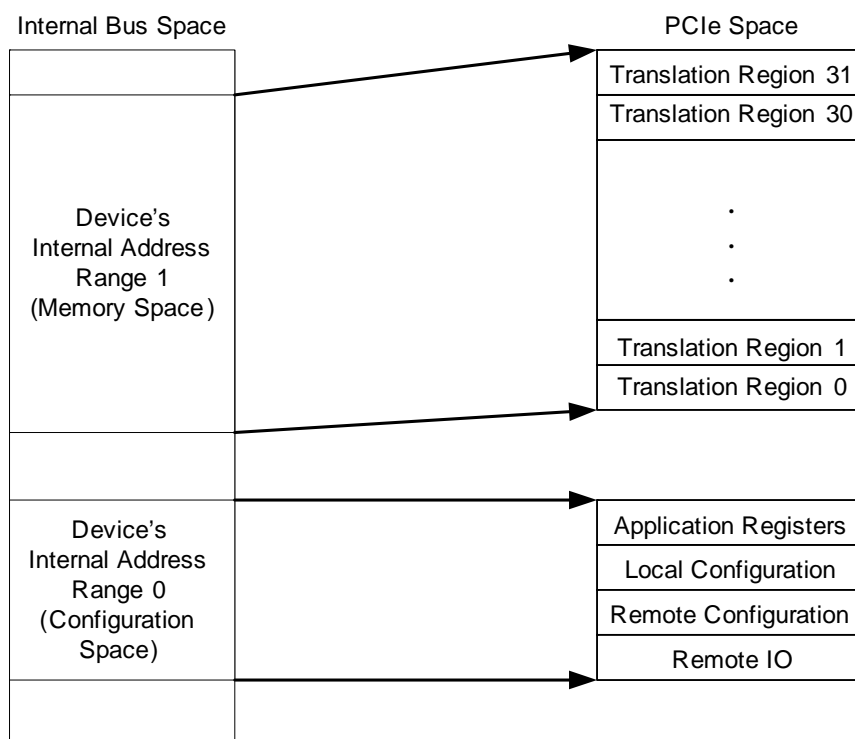 Internal Bus Space
Device's
Internal Address
Range 1
(Memory Space)
Device's
Internal Address
Range 0
(Configuration
Space)
PCIe Space
Translation Region 31
Translation Region 30
.
.
.
Translation Region 1
Translation Region 0
Application Registers
Local Configuration
Remote Configuration
Remote IO